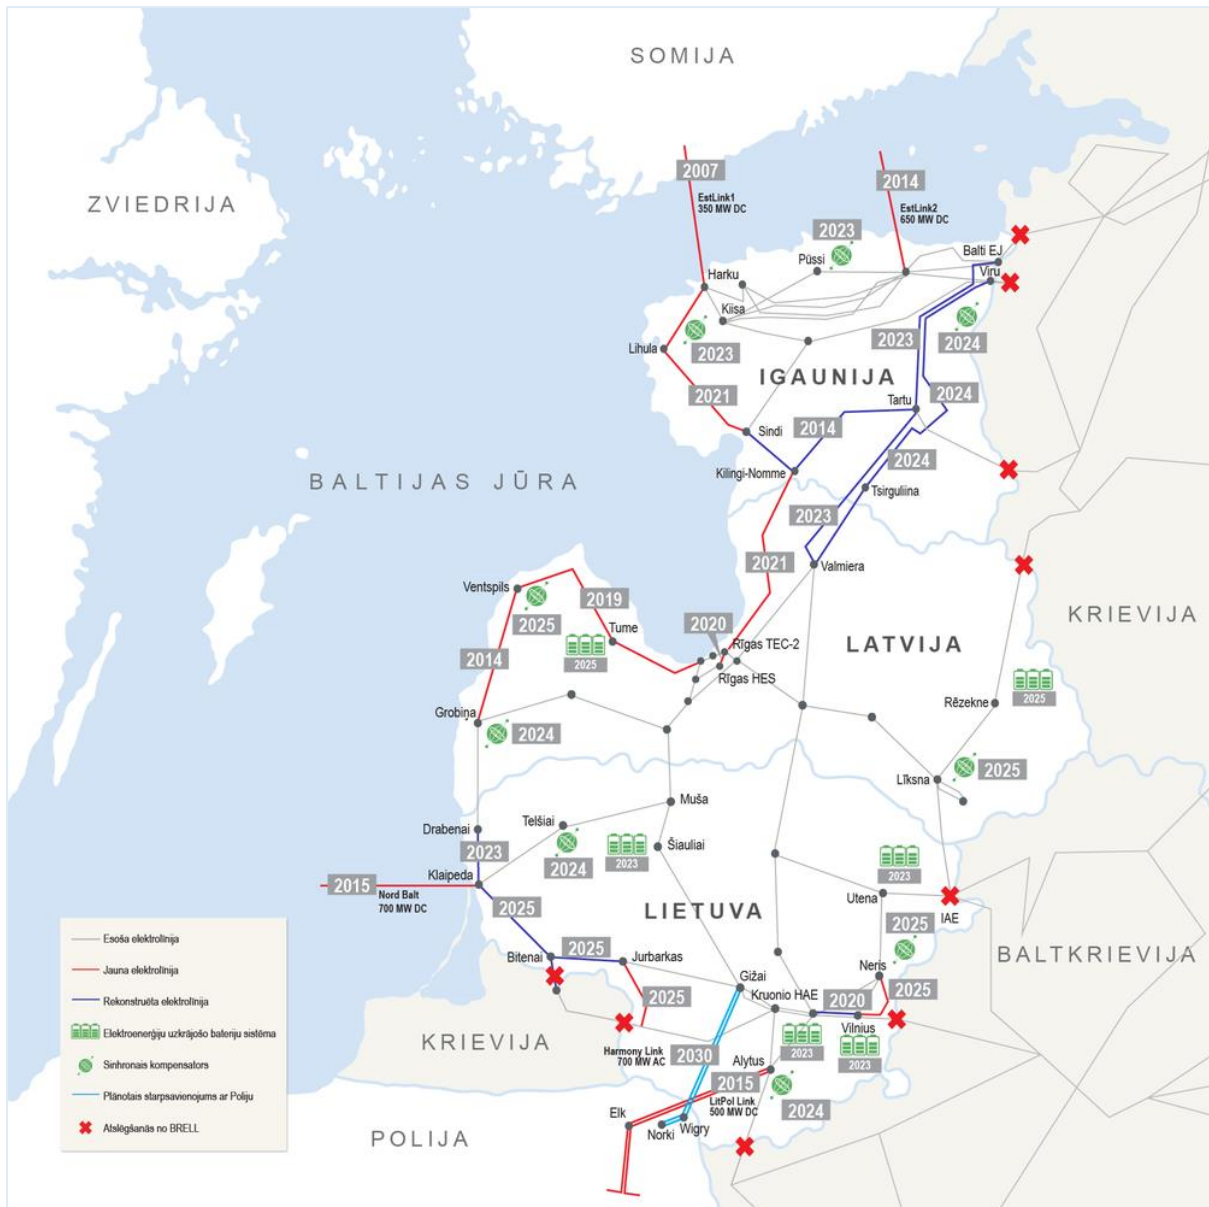 SOMIJA
ZVIEDRIJA
2007
EstLink1
350 MW DC
2014
EstLink2
650 MW DC
2023
Püssi
Balti EJ
Viru
Harku
Kiisa
2023
2024
Lihula
2023
IGAUNIJA
2021
2024
Tartu
Sindi
2014
2024
Kilingi-Nomme
Tsirguliina
BALTIJAS JŪRA
2023
2021
Valmiera
Ventspils
2025
2019
Tume
2025
2020
Rīgas TEC-2
Rīgas HES
LATVIJA
KRIEVIJA
2014
Grobiņa
2024
Rēzekne
2025
Līksna
2025
Muša
Telšiai
2024
Šiauliai
2023
Drabenai
2023
Klaipeda
2015
Nord Balt
700 MW DC
2025
LIETUVA
2023
Utena
IAE
2025
BALTKRIEVIJA
Bitenai
2025
Jurbarkas
2025
Neris
2025
Gižai
Kruonio HAE
2020
Vilnius
2023
2023
KRIEVIJA
Harmony Link
700 MW AC
2030
Alytus
2015
LitPol Link
500 MW DC
2024
Elk
Norki
Wigry
POLIJA
Esoša elektrolīnija
Jauna elektrolīnija
Rekonstruēta elektrolīnija
Elektroenerģiju uzkrājošo bateriju sistēma
Sinhronais kompensators
Plānotais starpsavienojums ar Poliju
Atslēgšanās no BRELL